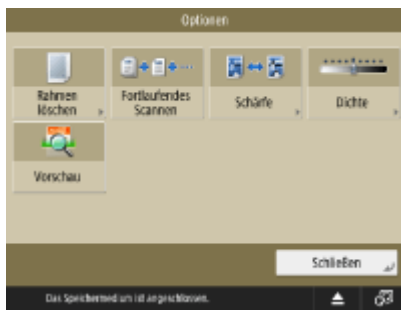 Optionen
Rahmen
löschen
Fortlaufendes
Scannen
Schärfe
Dichte
Vorschau
Schließen
Das Speichermedium ist angeschlossen.